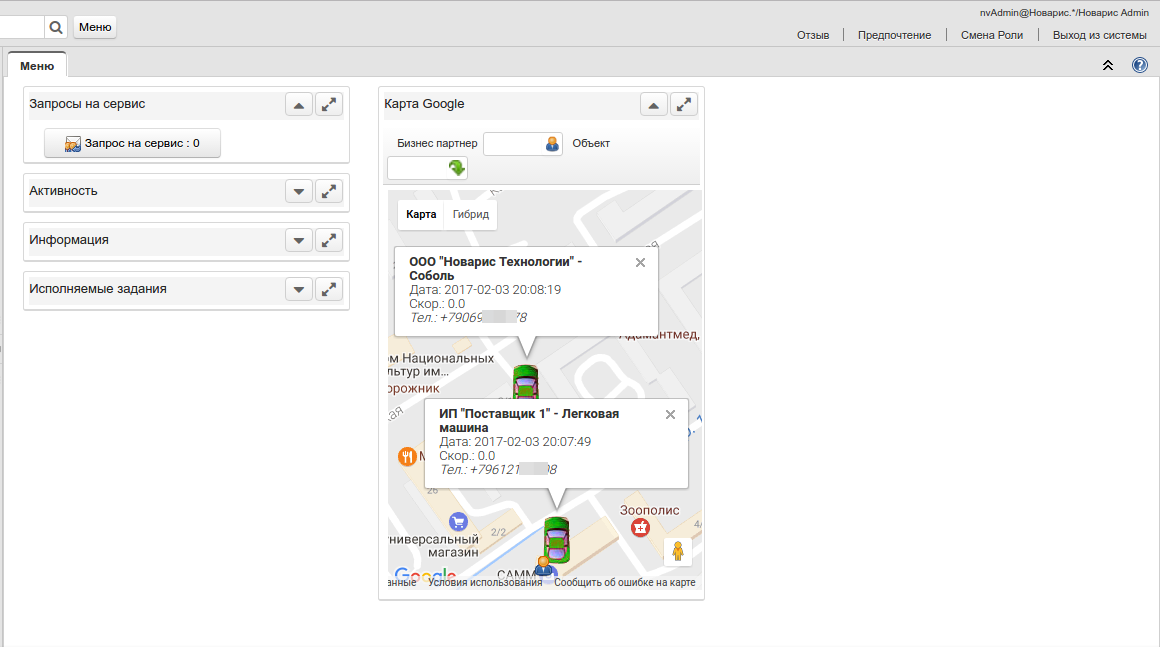 nvAdmin@Новарис.*/Новарис Admin
Меню
Отзыв
Предпочтение
Смена Роли
Выход из системы
Меню
Запросы на сервис
Запрос на сервис : 0
Активность
Информация
Исполняемые задания
Карта Google
Бизнес партнер
Объект
Карта
Гибрид
ООО "Новарис Технологии" -
Соболь
Дата: 2017-02-03 20:08:19
Скор.: 0.0
Тел.: +79069 78
Адамантмед,
ом Национальных
льтур им...
орожник
кая
ИП "Поставщик 1" - Легковая
машина
Дата: 2017-02-03 20:07:49
Скор.: 0.0
Тел.: +796121 08
26
Зоополис
2/2
4/
ниверсальный
магазин
САММ
Google
анные
Условия использования
Сообщить об ошибке на карте